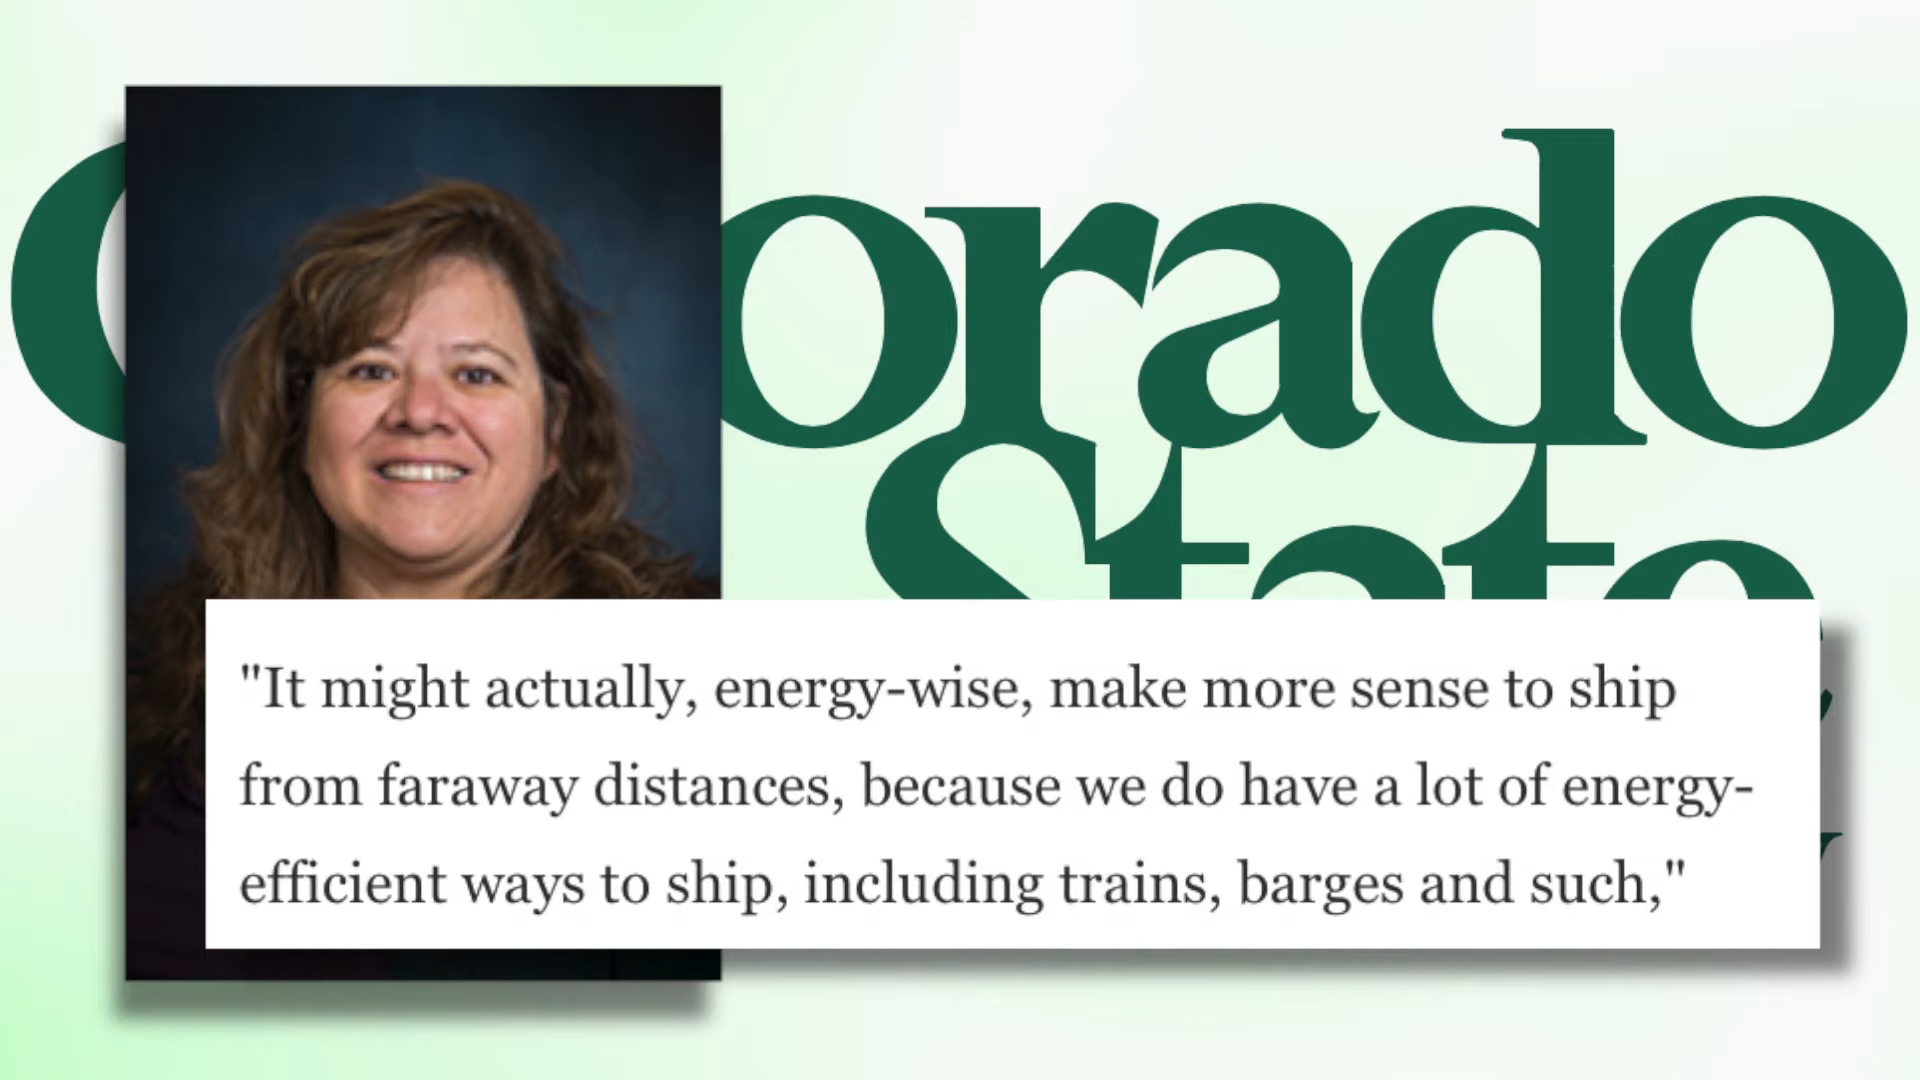 orado
State
"It might actually, energy-wise, make more sense to ship
from faraway distances, because we do have a lot of energy-
efficient ways to ship, including trains, barges and such,"